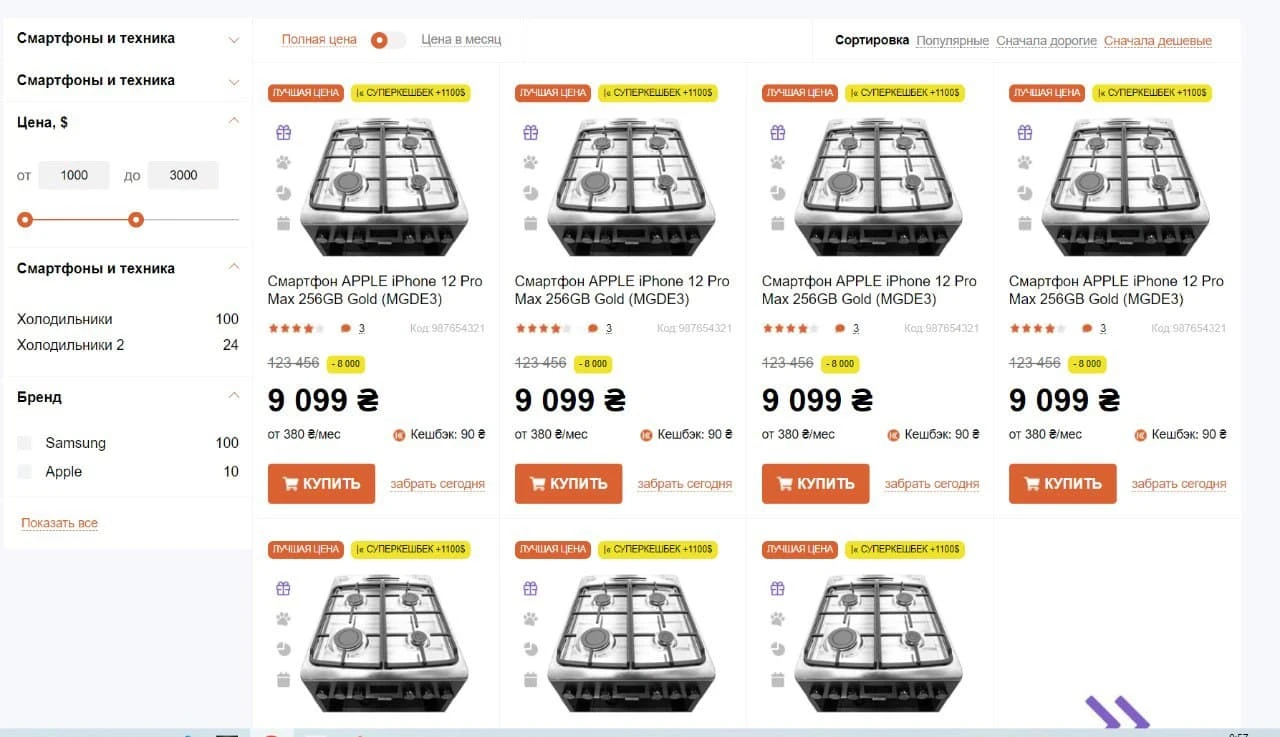 Смартфоны и техника
Смартфоны и техника
Цена, $
от 1000 до 3000
Смартфоны и техника
Холодильники 100
Холодильники 2 24
Бренд
Samsung 100
Apple 10
Показать все
Полная цена Цена в месяц
Сортировка Популярные Сначала дорогие Сначала дешевые
ЛУЧШАЯ ЦЕНА |« СУПЕРКЕШБЕК +1100$
Смартфон APPLE iPhone 12 Pro
Max 256GB Gold (MGDE3)
3 Код:987654321
123 456 - 8 000
9 099 ₴
от 380 ₴/мес Кешбэк: 90 ₴
КУПИТЬ забрать сегодня
ЛУЧШАЯ ЦЕНА |« СУПЕРКЕШБЕК +1100$
Смартфон APPLE iPhone 12 Pro
Max 256GB Gold (MGDE3)
3 Код:987654321
123 456 - 8 000
9 099 ₴
от 380 ₴/мес Кешбэк: 90 ₴
КУПИТЬ забрать сегодня
ЛУЧШАЯ ЦЕНА |« СУПЕРКЕШБЕК +1100$
Смартфон APPLE iPhone 12 Pro
Max 256GB Gold (MGDE3)
3 Код:987654321
123 456 - 8 000
9 099 ₴
от 380 ₴/мес Кешбэк: 90 ₴
КУПИТЬ забрать сегодня
ЛУЧШАЯ ЦЕНА |« СУПЕРКЕШБЕК +1100$
Смартфон APPLE iPhone 12 Pro
Max 256GB Gold (MGDE3)
3 Код:987654321
123 456 - 8 000
9 099 ₴
от 380 ₴/мес Кешбэк: 90 ₴
КУПИТЬ забрать сегодня
ЛУЧШАЯ ЦЕНА |« СУПЕРКЕШБЕК +1100$
ЛУЧШАЯ ЦЕНА |« СУПЕРКЕШБЕК +1100$
ЛУЧШАЯ ЦЕНА |« СУПЕРКЕШБЕК +1100$